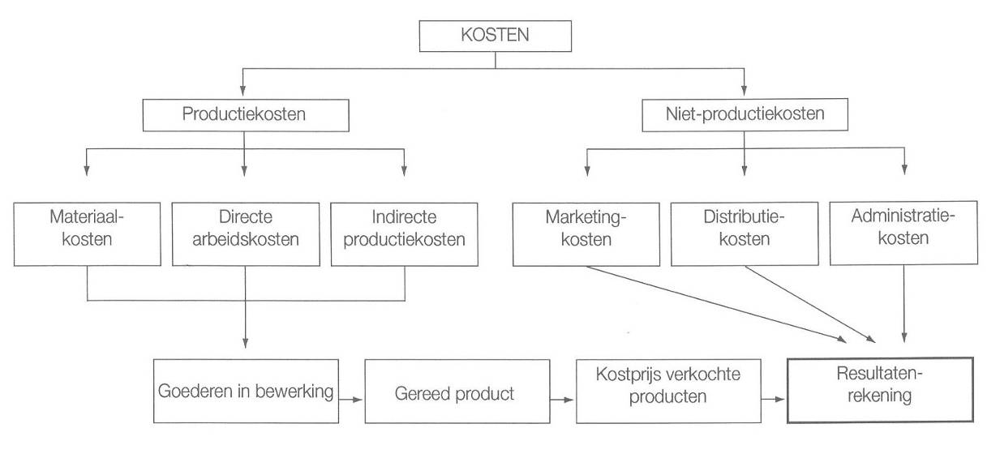 KOSTEN
Productiekosten
Niet-productiekosten
Materiaal-
kosten
Directe
arbeidskosten
Indirecte
productiekosten
Marketing-
kosten
Distributie-
kosten
Administratie-
kosten
Goederen in bewerking
Gereed product
Kostprijs verkochte
producten
Resultaten-
rekening